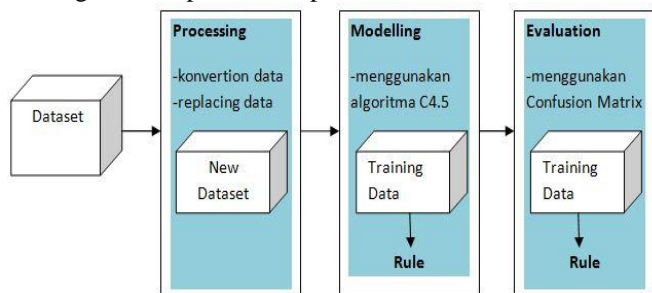 Dataset
Processing
-konvertion data
-replacing data
New
Dataset
Modelling
-menggunakan
algoritma C4.5
Training
Data
Rule
Evaluation
-menggunakan
Confusion Matrix
Training
Data
Rule